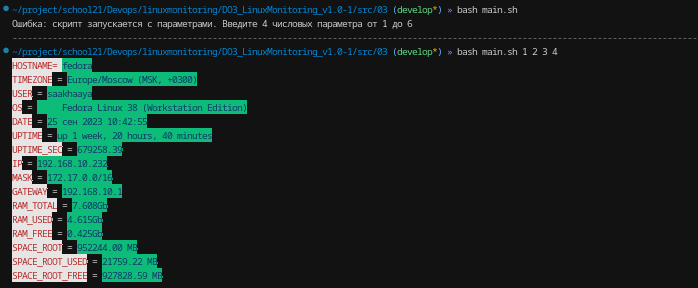 ~/project/school21/Devops/linuxmonitoring/DO3_LinuxMonitoring_v1.0-1/src/03 (develop*) » bash main.sh
Ошибка: скрипт запускается с параметрами. Введите 4 числовых параметра от 1 до 6
~/project/school21/Devops/linuxmonitoring/DO3_LinuxMonitoring_v1.0-1/src/03 (develop*) » bash main.sh 1 2 3 4
HOSTNAME= fedora
TIMEZONE = Europe/Moscow (MSK, +0300)
USER = saakhaaya
OS = Fedora Linux 38 (Workstation Edition)
DATE = 25 сен 2023 10:42:55
UPTIME = up 1 week, 20 hours, 40 minutes
UPTIME_SEC = 679258.39
IP = 192.168.10.232
MASK = 172.17.0.0/16
GATEWAY = 192.168.10.1
RAM_TOTAL = 7.608Gb
RAM_USED = 4.615Gb
RAM_FREE = 0.425Gb
SPACE_ROOT = 952244.00 MB
SPACE_ROOT_USED = 21759.22 MB
SPACE_ROOT_FREE = 927828.59 MB